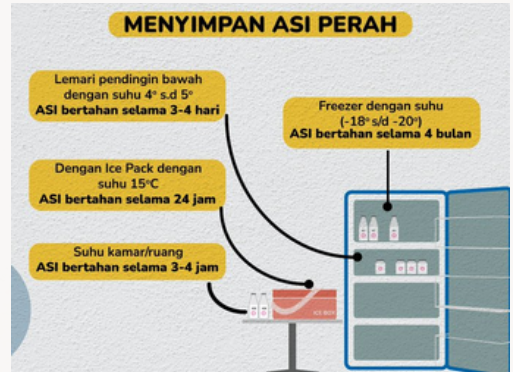 MENYIMPAN ASI PERAH
Lemari pendingin bawah
dengan suhu 4° s.d 5°
ASI bertahan selama 3-4 hari
Freezer dengan suhu
(-18° s/d -20°)
ASI bertahan selama 4 bulan
Dengan Ice Pack dengan
suhu 15°C
ASI bertahan selama 24 jam
Suhu kamar/ruang
ASI bertahan selama 3-4 jam
ICE BOX